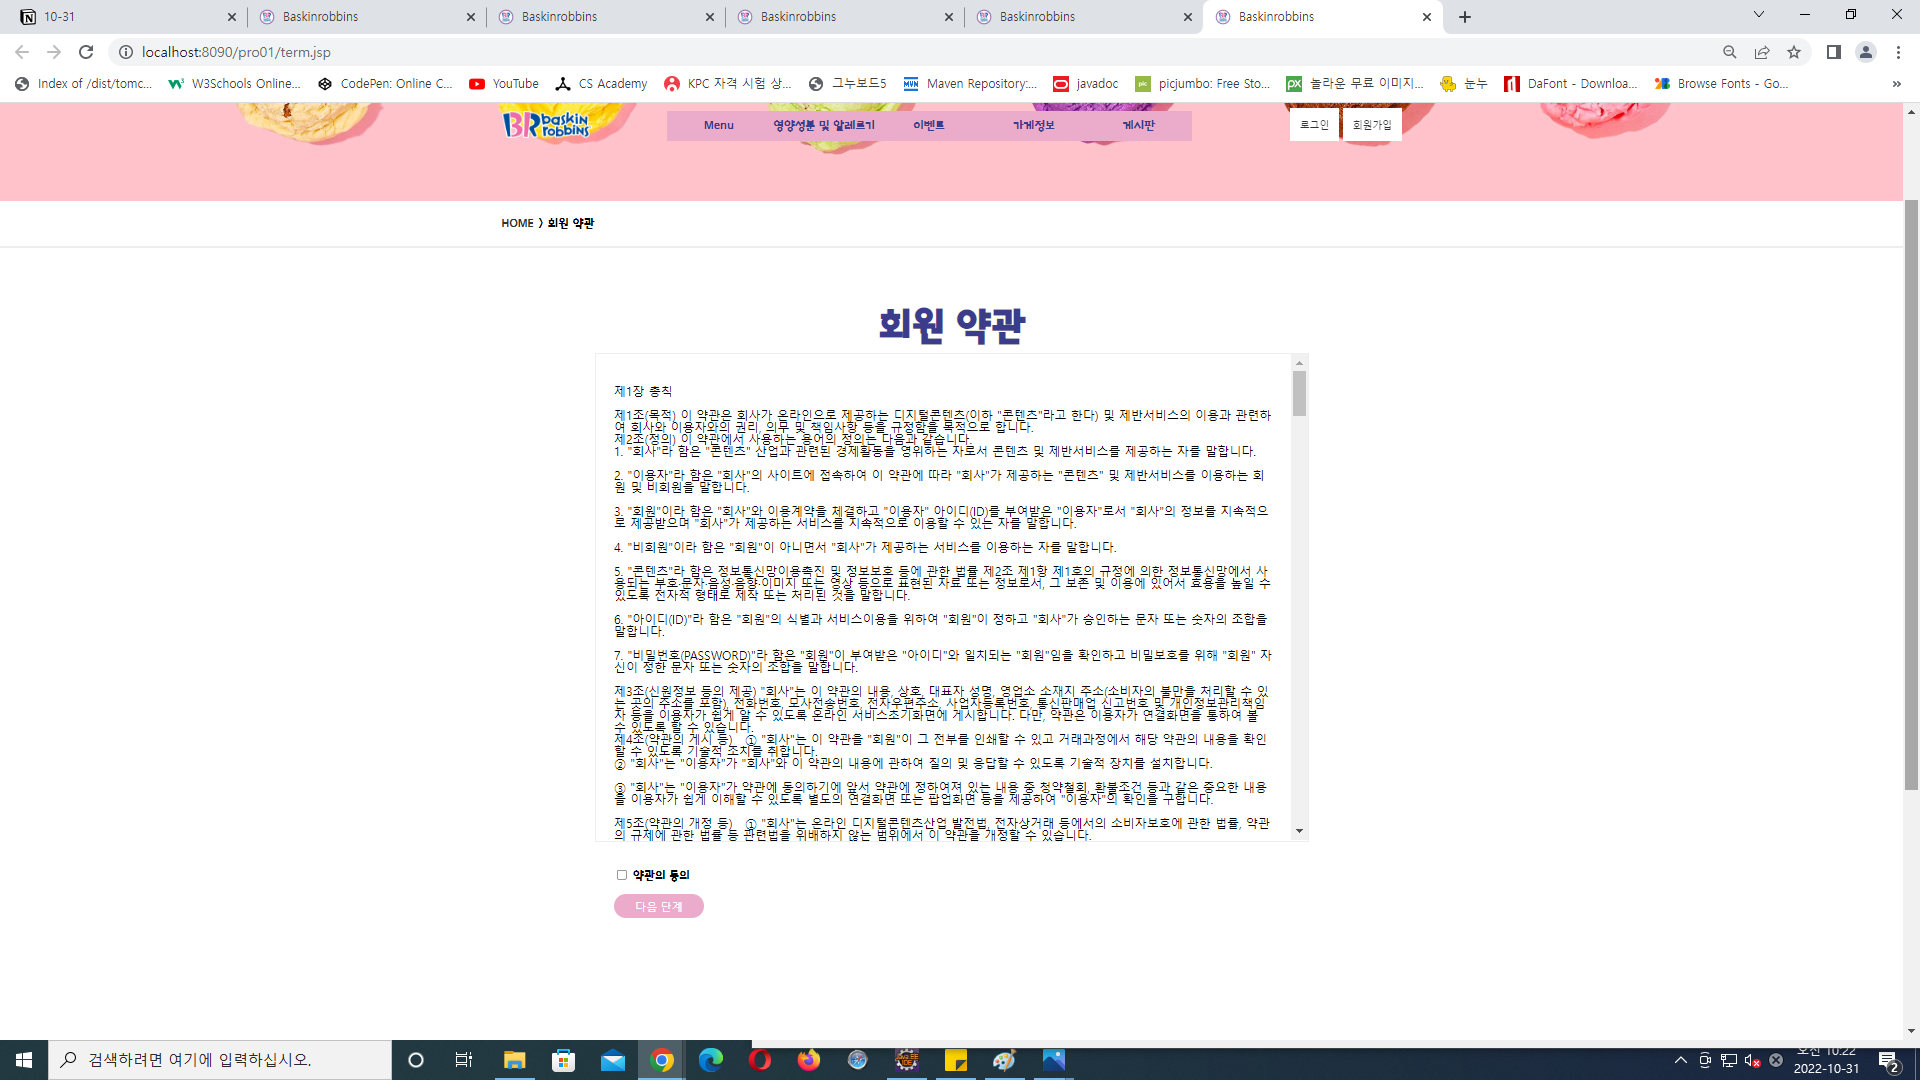 10-31
Baskinrobbins
Baskinrobbins
Baskinrobbins
Baskinrobbins
Baskinrobbins
localhost:8090/pro01/term.jsp
Index of /dist/tomc...
W3Schools Online...
CodePen: Online C...
YouTube
CS Academy
KPC 자격 시험 상...
그누보드5
Maven Repository:...
javadoc
picjumbo: Free Sto...
놀라운 무료 이미지...
눈누
DaFont - Downloa...
Browse Fonts - Go...
BR baskin robbins
Menu
영양성분 및 알레르기
이벤트
가게정보
게시판
로그인
회원가입
HOME > 회원 약관
회원 약관
제1장 총칙
제1조(목적) 이 약관은 회사가 온라인으로 제공하는 디지털콘텐츠(이하 "콘텐츠"라고 한다) 및 제반서비스의 이용과 관련하
여 회사와 이용자와의 권리, 의무 및 책임사항 등을 규정함을 목적으로 합니다.
제2조(정의) 이 약관에서 사용하는 용어의 정의는 다음과 같습니다.
1. "회사"라 함은 "콘텐츠" 산업과 관련된 경제활동을 영위하는 자로서 콘텐츠 및 제반서비스를 제공하는 자를 말합니다.
2. "이용자"라 함은 "회사"의 사이트에 접속하여 이 약관에 따라 "회사"가 제공하는 "콘텐츠" 및 제반서비스를 이용하는 회
원 및 비회원을 말합니다.
3. "회원"이라 함은 "회사"와 이용계약을 체결하고 "이용자" 아이디(ID)를 부여받은 "이용자"로서 "회사"의 정보를 지속적으
로 제공받으며 "회사"가 제공하는 서비스를 지속적으로 이용할 수 있는 자를 말합니다.
4. "비회원"이라 함은 "회원"이 아니면서 "회사"가 제공하는 서비스를 이용하는 자를 말합니다.
5. "콘텐츠"라 함은 정보통신망이용촉진 및 정보보호 등에 관한 법률 제2조 제1항 제1호의 규정에 의한 정보통신망에서 사
용되는 부호·문자·음성·음향·이미지 또는 영상 등으로 표현된 자료 또는 정보로서, 그 보존 및 이용에 있어서 효용을 높일 수
있도록 전자적 형태로 제작 또는 처리된 것을 말합니다.
6. "아이디(ID)"라 함은 "회원"의 식별과 서비스이용을 위하여 "회원"이 정하고 "회사"가 승인하는 문자 또는 숫자의 조합을
말합니다.
7. "비밀번호(PASSWORD)"라 함은 "회원"이 부여받은 "아이디"와 일치되는 "회원"임을 확인하고 비밀보호를 위해 "회원" 자
신이 정한 문자 또는 숫자의 조합을 말합니다.
제3조(신원정보 등의 제공) "회사"는 이 약관의 내용, 상호, 대표자 성명, 영업소 소재지 주소(소비자의 불만을 처리할 수 있
는 곳의 주소를 포함), 전화번호, 모사전송번호, 전자우편주소, 사업자등록번호, 통신판매업 신고번호 및 개인정보관리책임
자 등을 이용자가 쉽게 알 수 있도록 온라인 서비스초기화면에 게시합니다. 다만, 약관은 이용자가 연결화면을 통하여 볼
수 있도록 할 수 있습니다.
제4조(약관의 게시 등) ① "회사"는 이 약관을 "회원"이 그 전부를 인쇄할 수 있고 거래과정에서 해당 약관의 내용을 확인
할 수 있도록 기술적 조치를 취합니다.
② "회사"는 "이용자"가 "회사"와 이 약관의 내용에 관하여 질의 및 응답할 수 있도록 기술적 장치를 설치합니다.
③ "회사"는 "이용자"가 약관에 동의하기에 앞서 약관에 정하여져 있는 내용 중 청약철회, 환불조건 등과 같은 중요한 내용
을 이용자가 쉽게 이해할 수 있도록 별도의 연결화면 또는 팝업화면 등을 제공하여 "이용자"의 확인을 구합니다.
제5조(약관의 개정 등) ① "회사"는 온라인 디지털콘텐츠산업 발전법, 전자상거래 등에서의 소비자보호에 관한 법률, 약관
의 규제에 관한 법률 등 관련법을 위배하지 않는 범위에서 이 약관을 개정할 수 있습니다.
약관의 동의
다음 단계
검색하려면 여기에 입력하십시오.
오전 10:22
2022-10-31
2